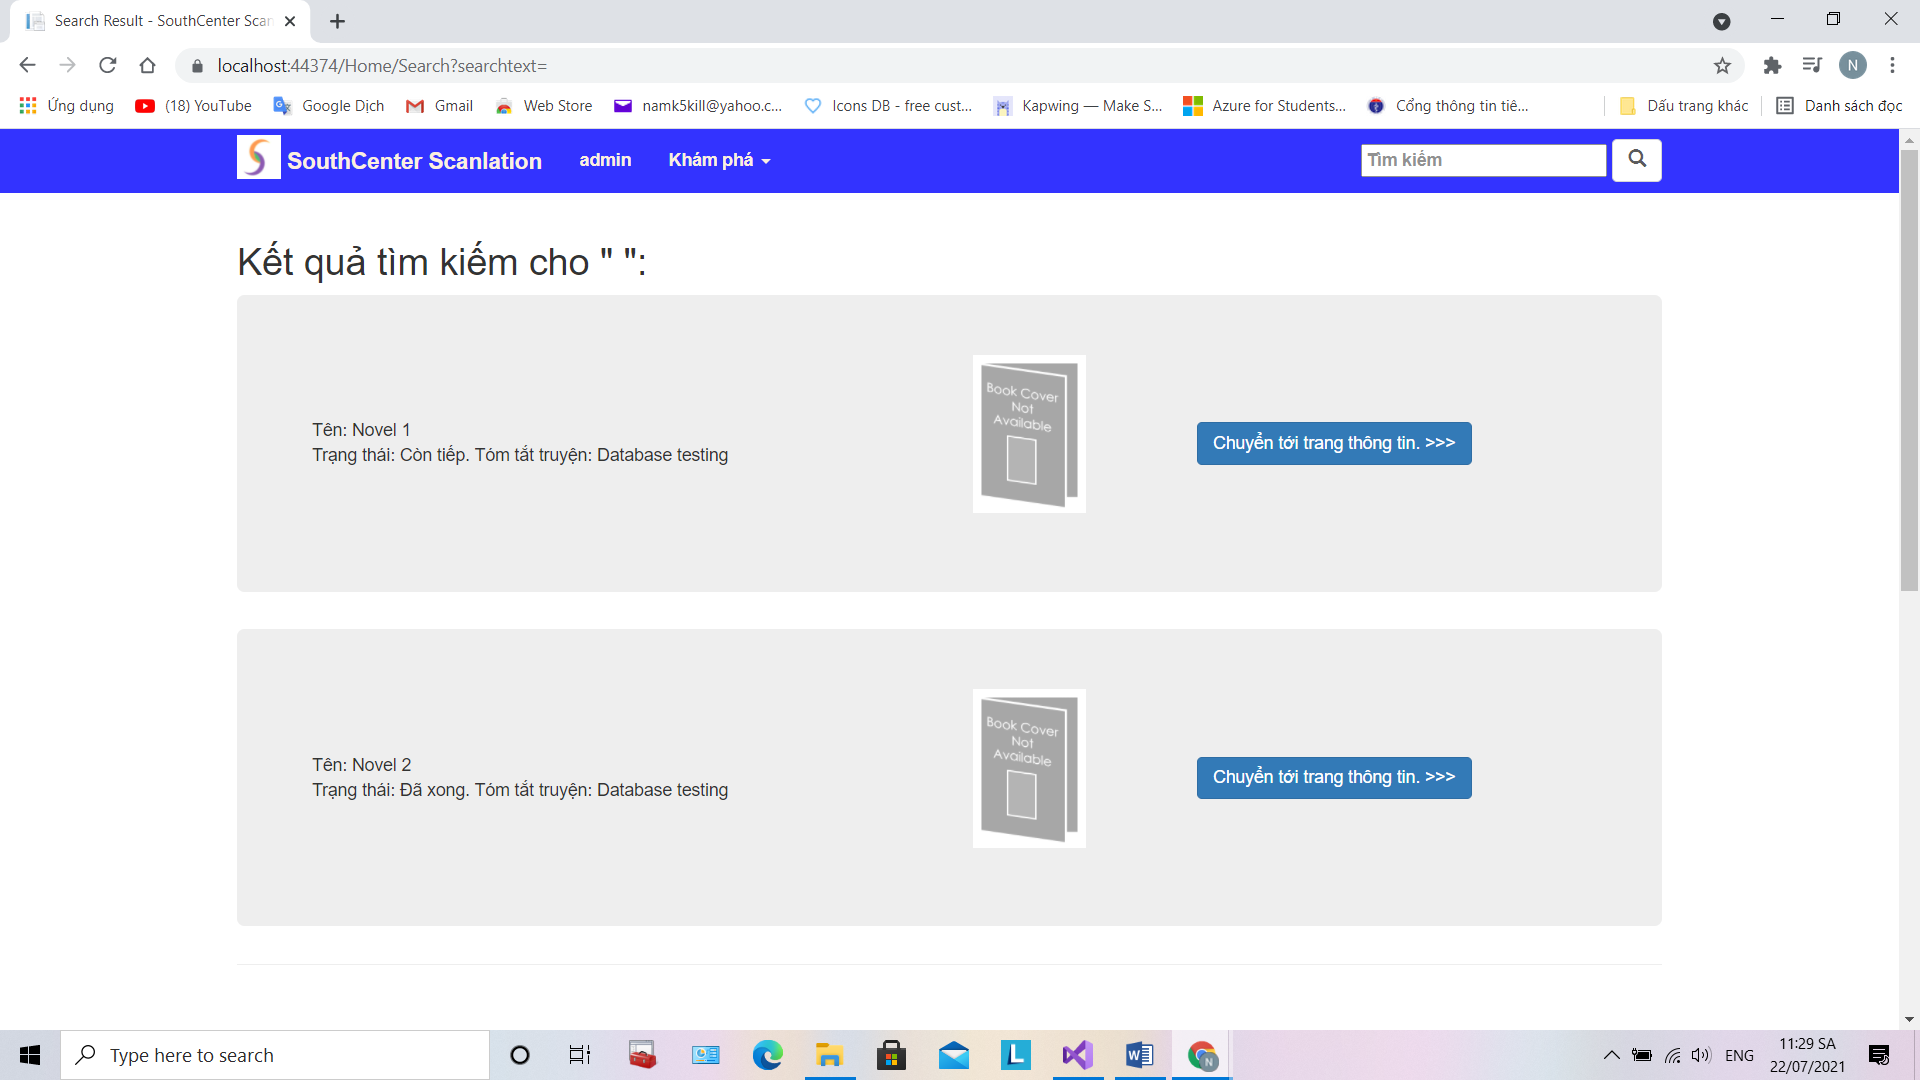 Search Result - SouthCenter Scan
localhost:44374/Home/Search?searchtext=
Ứng dụng
(18) YouTube
Google Dịch
Gmail
Web Store
namk5kill@yahoo.c...
Icons DB - free cust...
Kapwing — Make S...
Azure for Students...
Cổng thông tin tiê...
Dấu trang khác
Danh sách đọc
SouthCenter Scanlation
admin
Khám phá
Tìm kiếm
Kết quả tìm kiếm cho " ":
Book Cover
Not
Available
Tên: Novel 1
Trạng thái: Còn tiếp. Tóm tắt truyện: Database testing
Chuyển tới trang thông tin. >>>
Book Cover
Not
Available
Tên: Novel 2
Trạng thái: Đã xong. Tóm tắt truyện: Database testing
Chuyển tới trang thông tin. >>>
Type here to search
ENG
11:29 SA
22/07/2021